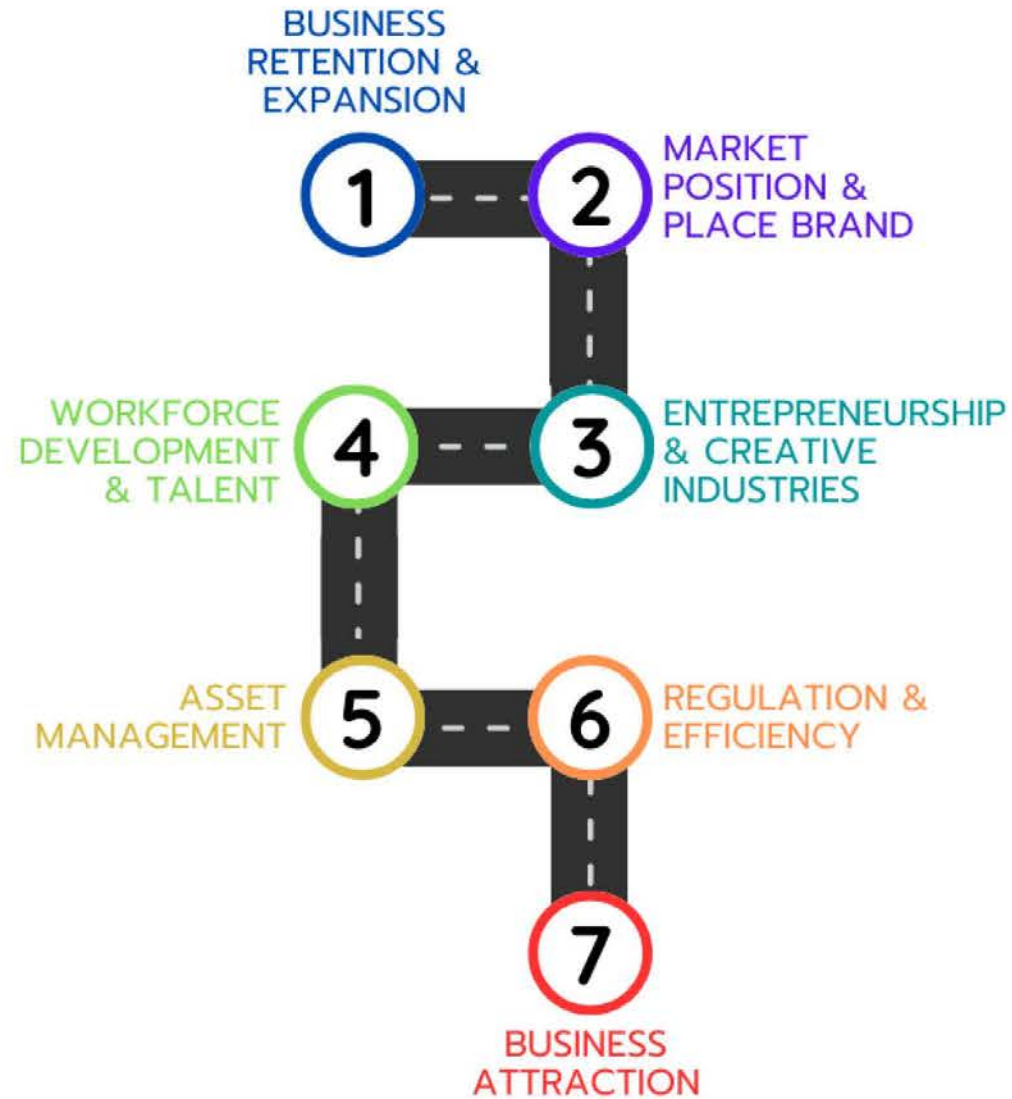 BUSINESS
RETENTION &
EXPANSION
1
2
MARKET
POSITION &
PLACE BRAND
3
ENTREPRENEURSHIP
& CREATIVE
INDUSTRIES
4
WORKFORCE
DEVELOPMENT
& TALENT
5
ASSET
MANAGEMENT
6
REGULATION &
EFFICIENCY
7
BUSINESS
ATTRACTION